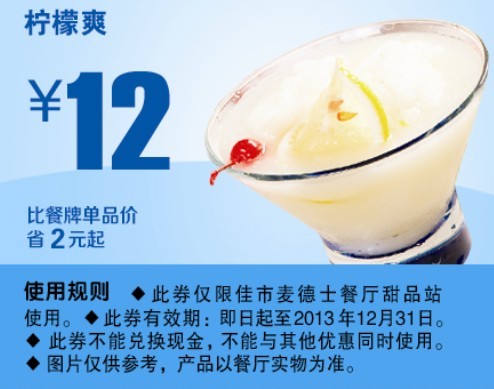 柠檬爽
¥12
比餐牌单品价
省2元起
使用规则 ◆此券仅限佳市麦德士餐厅甜品站
使用。◆此券有效期：即日起至2013年12月31日。
◆此券不能兑换现金，不能与其他优惠同时使用。
◆图片仅供参考，产品以餐厅实物为准。